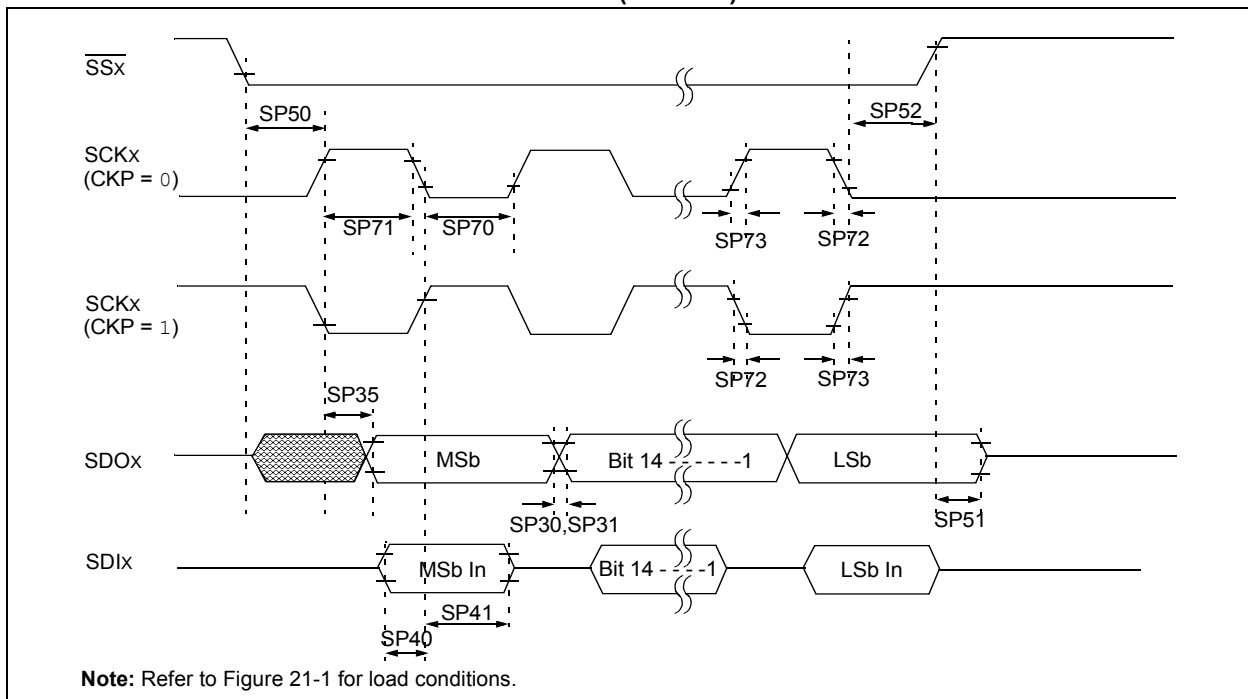 SSx
SP50
SP52
SCKx
(CKP = 0)
SP71
SP70
SP73
SP72
SCKx
(CKP = 1)
SP72
SP73
SP35
SDOx
MSb
Bit 14 - - - - - -1
LSb
SP30,SP31
SP51
SDIx
MSb In
Bit 14 - - - -1
LSb In
SP41
SP40
Note: Refer to Figure 21-1 for load conditions.